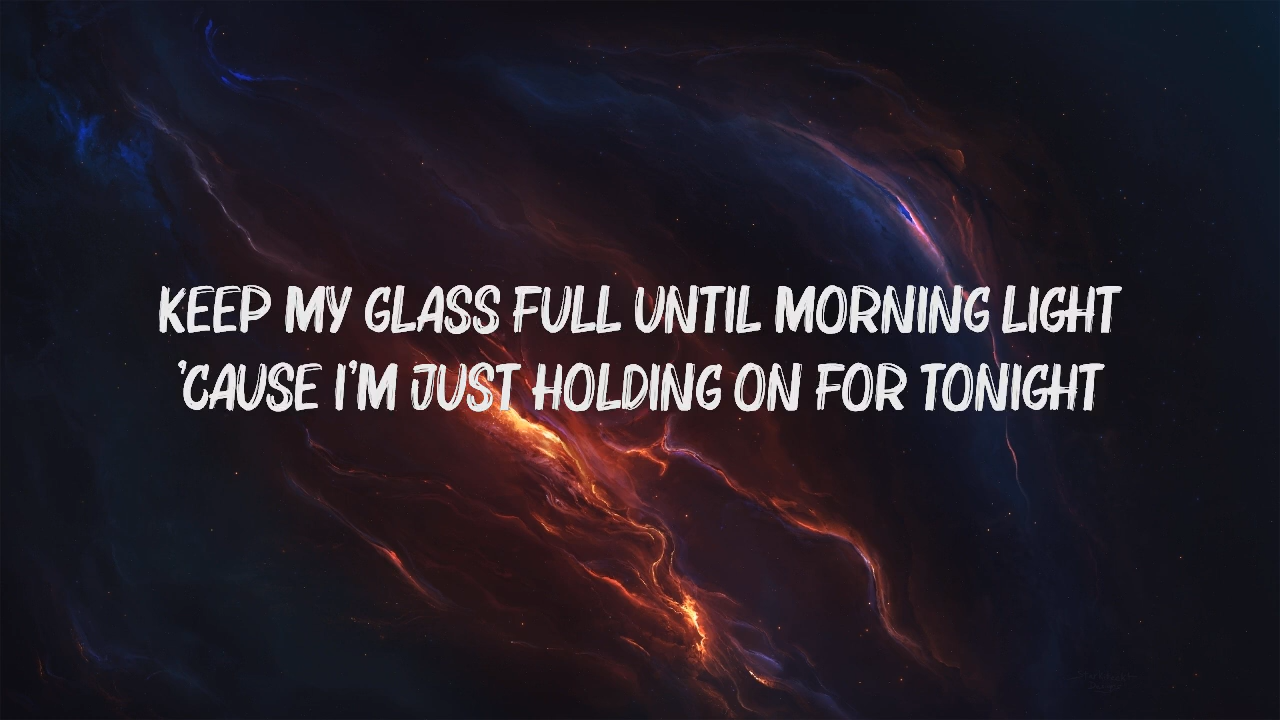 KEEP MY GLASS FULL UNTIL MORNING LIGHT
'CAUSE I'M JUST HOLDING ON FOR TONIGHT